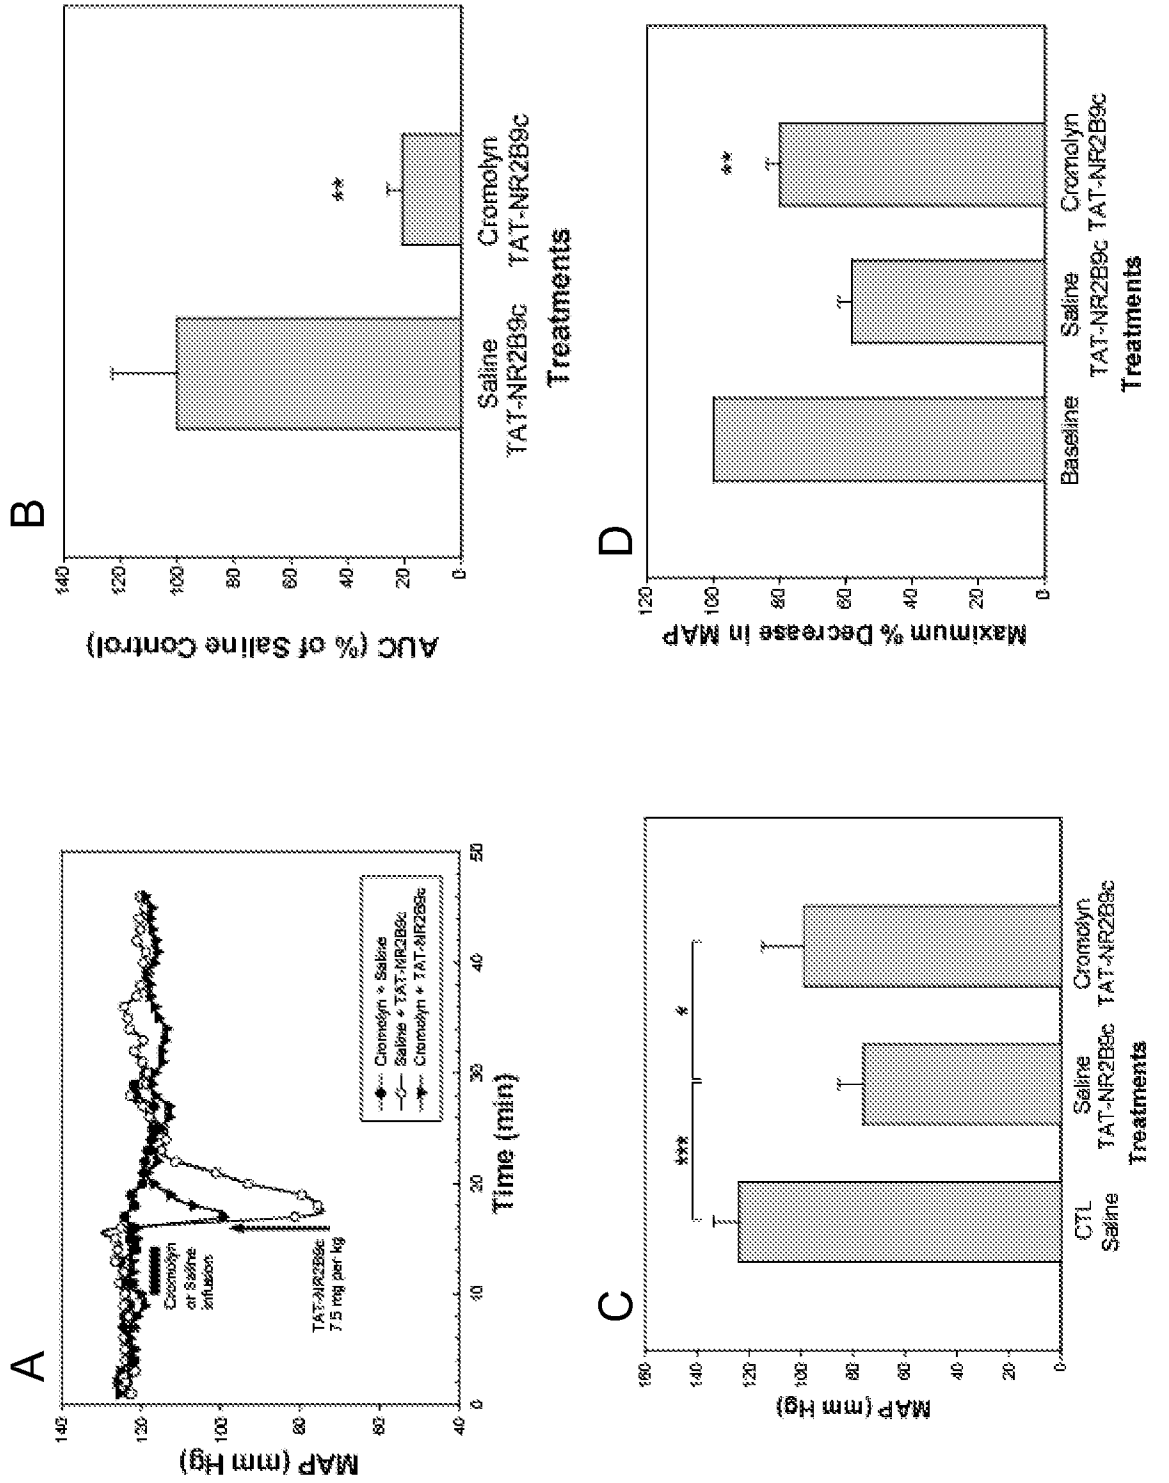 A
MAP (mm Hg)
140
120
100
80
60
40
0
10
20
30
40
50
Time (min)
Cromolyn
or Saline
infusion
TAT-NR2B9c
7.5 mg per kg
Cromolyn + Saline
Saline + TAT-NR2B9c
Cromolyn + TAT-NR2B9c
B
AUC (% of Saline Control)
140
120
100
80
60
40
20
0
**
Saline
TAT-NR2B9c
Cromolyn
TAT-NR2B9c
Treatments
C
MAP (mm Hg)
160
140
120
100
80
60
40
20
0
***
*
CTL
Saline
Saline
TAT-NR2B9c
Cromolyn
TAT-NR2B9c
Treatments
D
Maximum % Decrease in MAP
120
100
80
60
40
20
0
**
Baseline
Saline
TAT-NR2B9c
Cromolyn
TAT-NR2B9c
Treatments